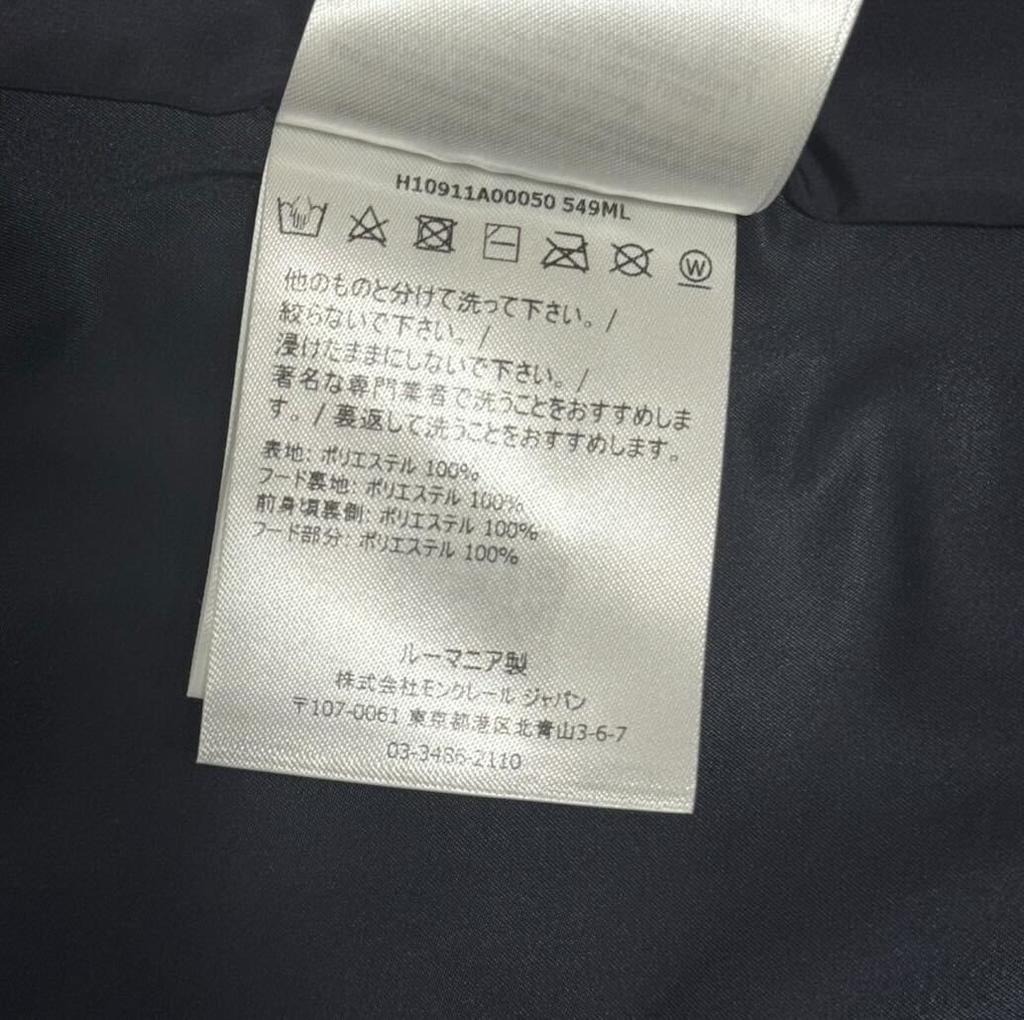 H10911A00050 549ML
W
他のものと分けて洗って下さい。/
絞らないで下さい。/
浸けたままにしないで下さい。/
著名な専門業者で洗うことをおすすめしま
す。/ 裏返して洗うことをおすすめします。
表地: ポリエステル 100%
フード裏地: ポリエステル 100%
前身頃裏側: ポリエステル 100%
フード部分: ポリエステル 100%
ルーマニア製
株式会社モンクレール ジャパン
〒107-0061 東京都港区北青山3-6-7
03-3486-2110